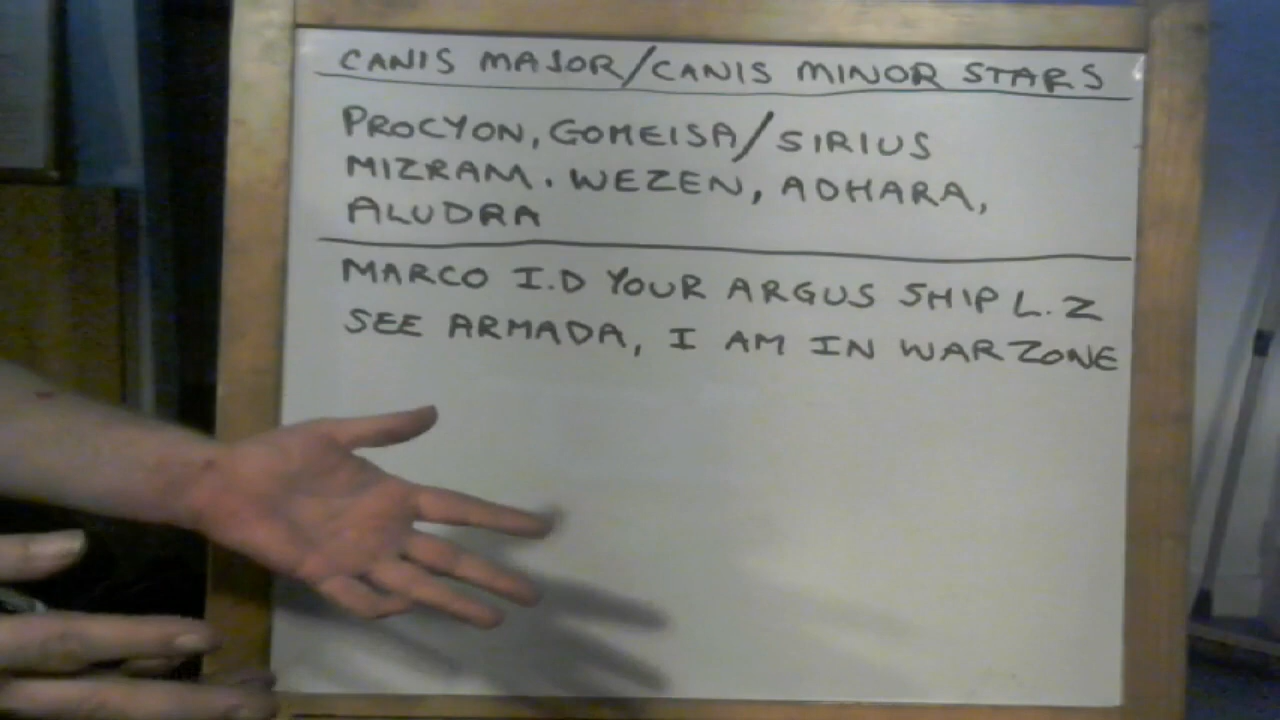 CANIS MAJOR/CANIS MINOR STARS
PROCYON, GOMEISA/SIRIUS
MIZRAM. WEZEN, ADHARA,
ALUDRA
MARCO I.D YOUR ARGUS SHIP L.Z
SEE ARMADA, I AM IN WARZONE